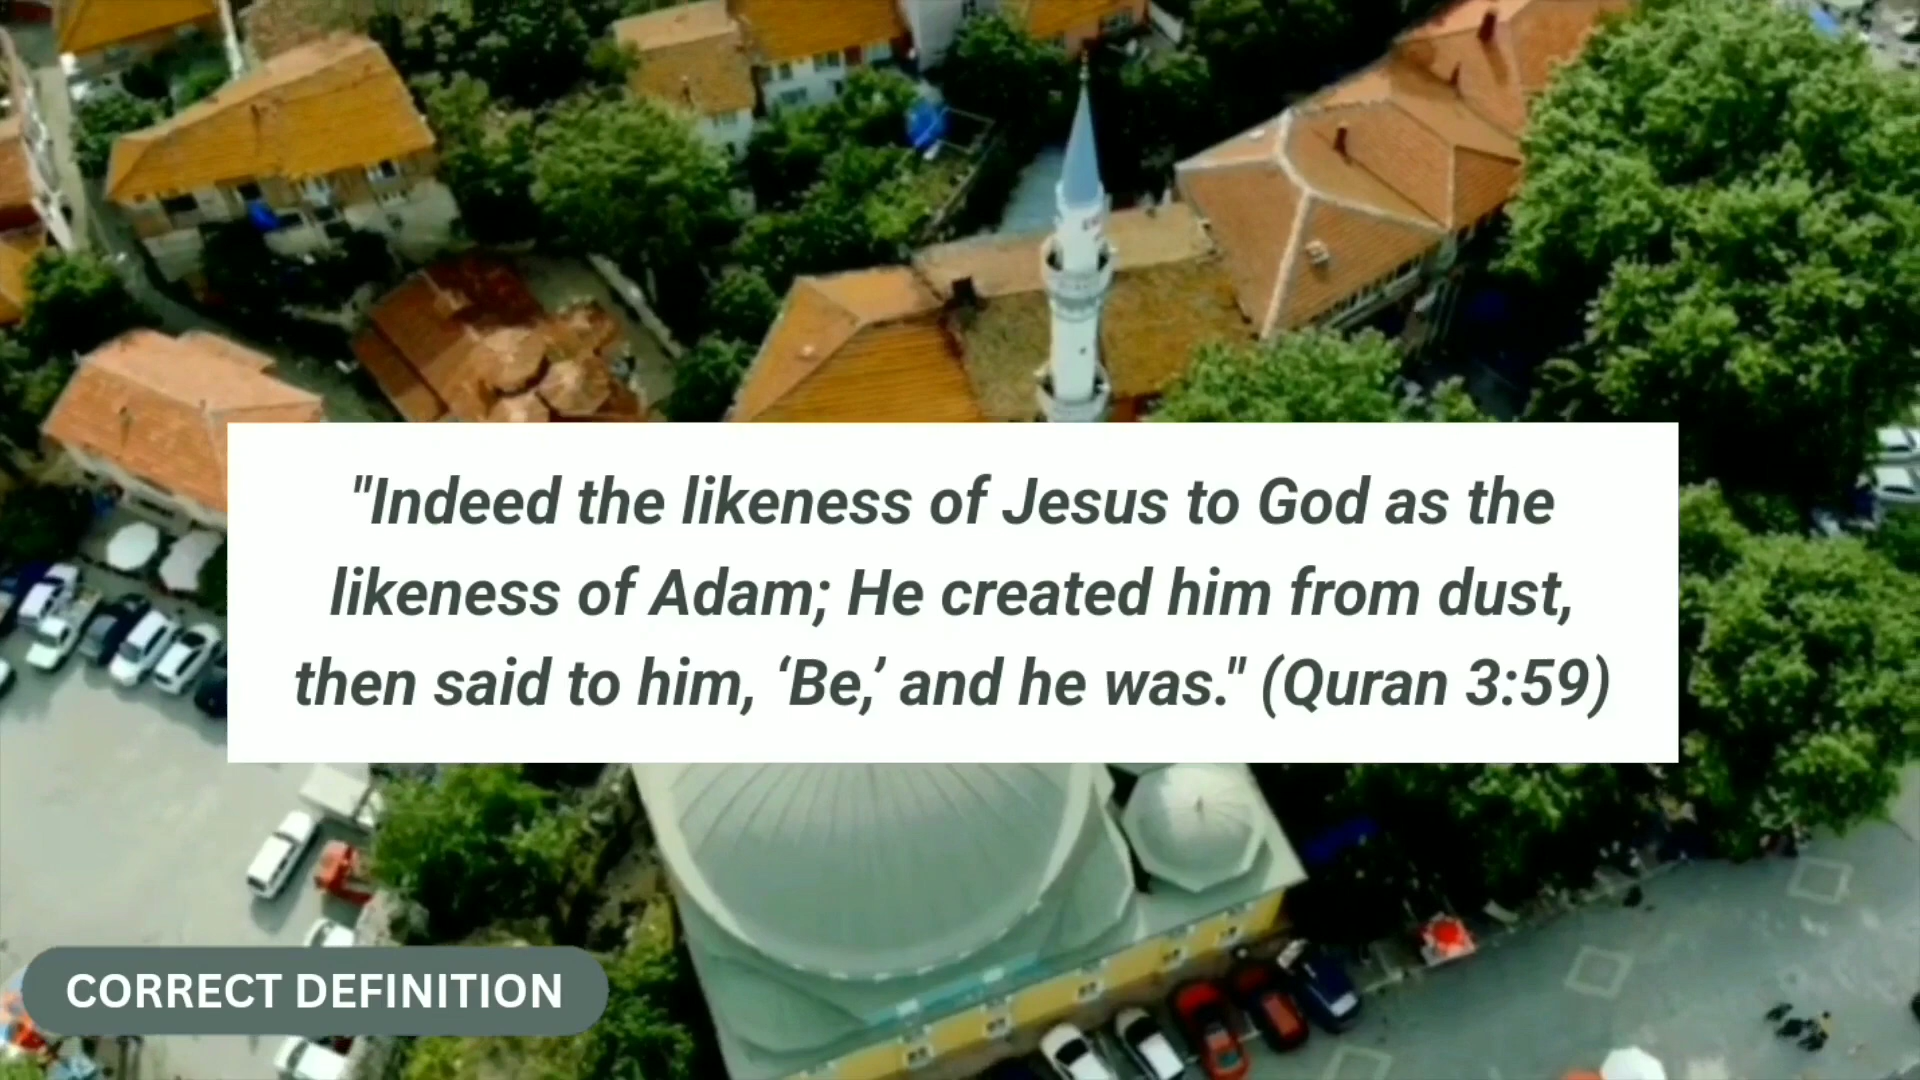 "Indeed the likeness of Jesus to God as the
likeness of Adam; He created him from dust,
then said to him, ‘Be,’ and he was." (Quran 3:59)
CORRECT DEFINITION